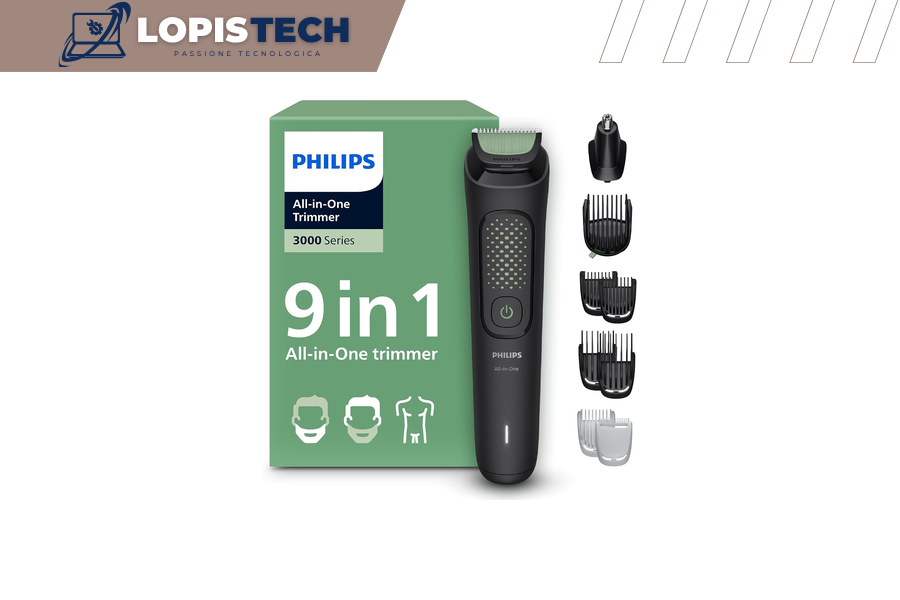 LOPISTECH
PASSIONE TECNOLOGICA
PHILIPS
All-in-One
Trimmer
3000 Series
9 in 1
All-in-One trimmer
PHILIPS
All-in-One